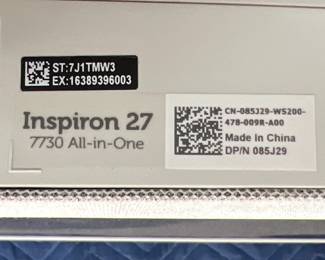 ST:7J1TMW3
EX:16389396003
Inspiron 27
7730 All-in-One
CN-085J29-WS200-
478-009R-A00
Made in China
DP/N 085J29